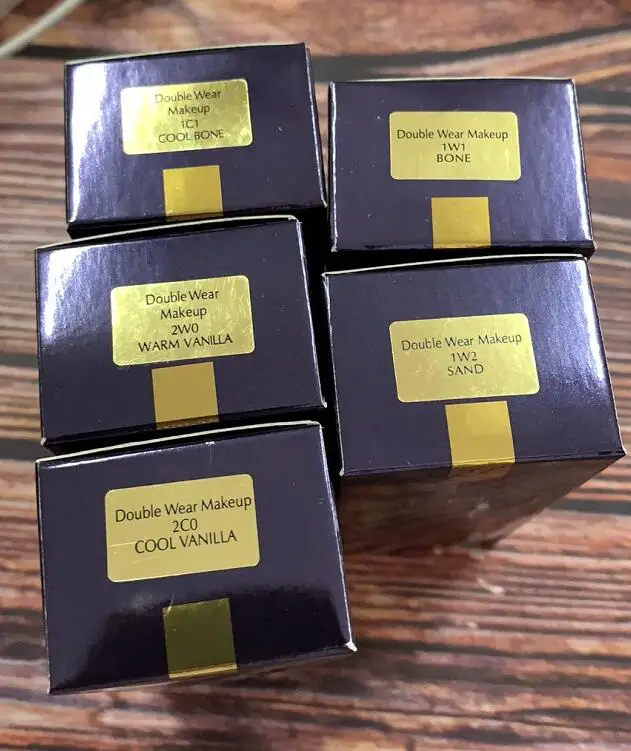 Double Wear
Makeup
1C1
COOL BONE
Double Wear Makeup
1W1
BONE
Double Wear
Makeup
2W0
WARM VANILLA
Double Wear Makeup
1W2
SAND
Double Wear Makeup
2C0
COOL VANILLA